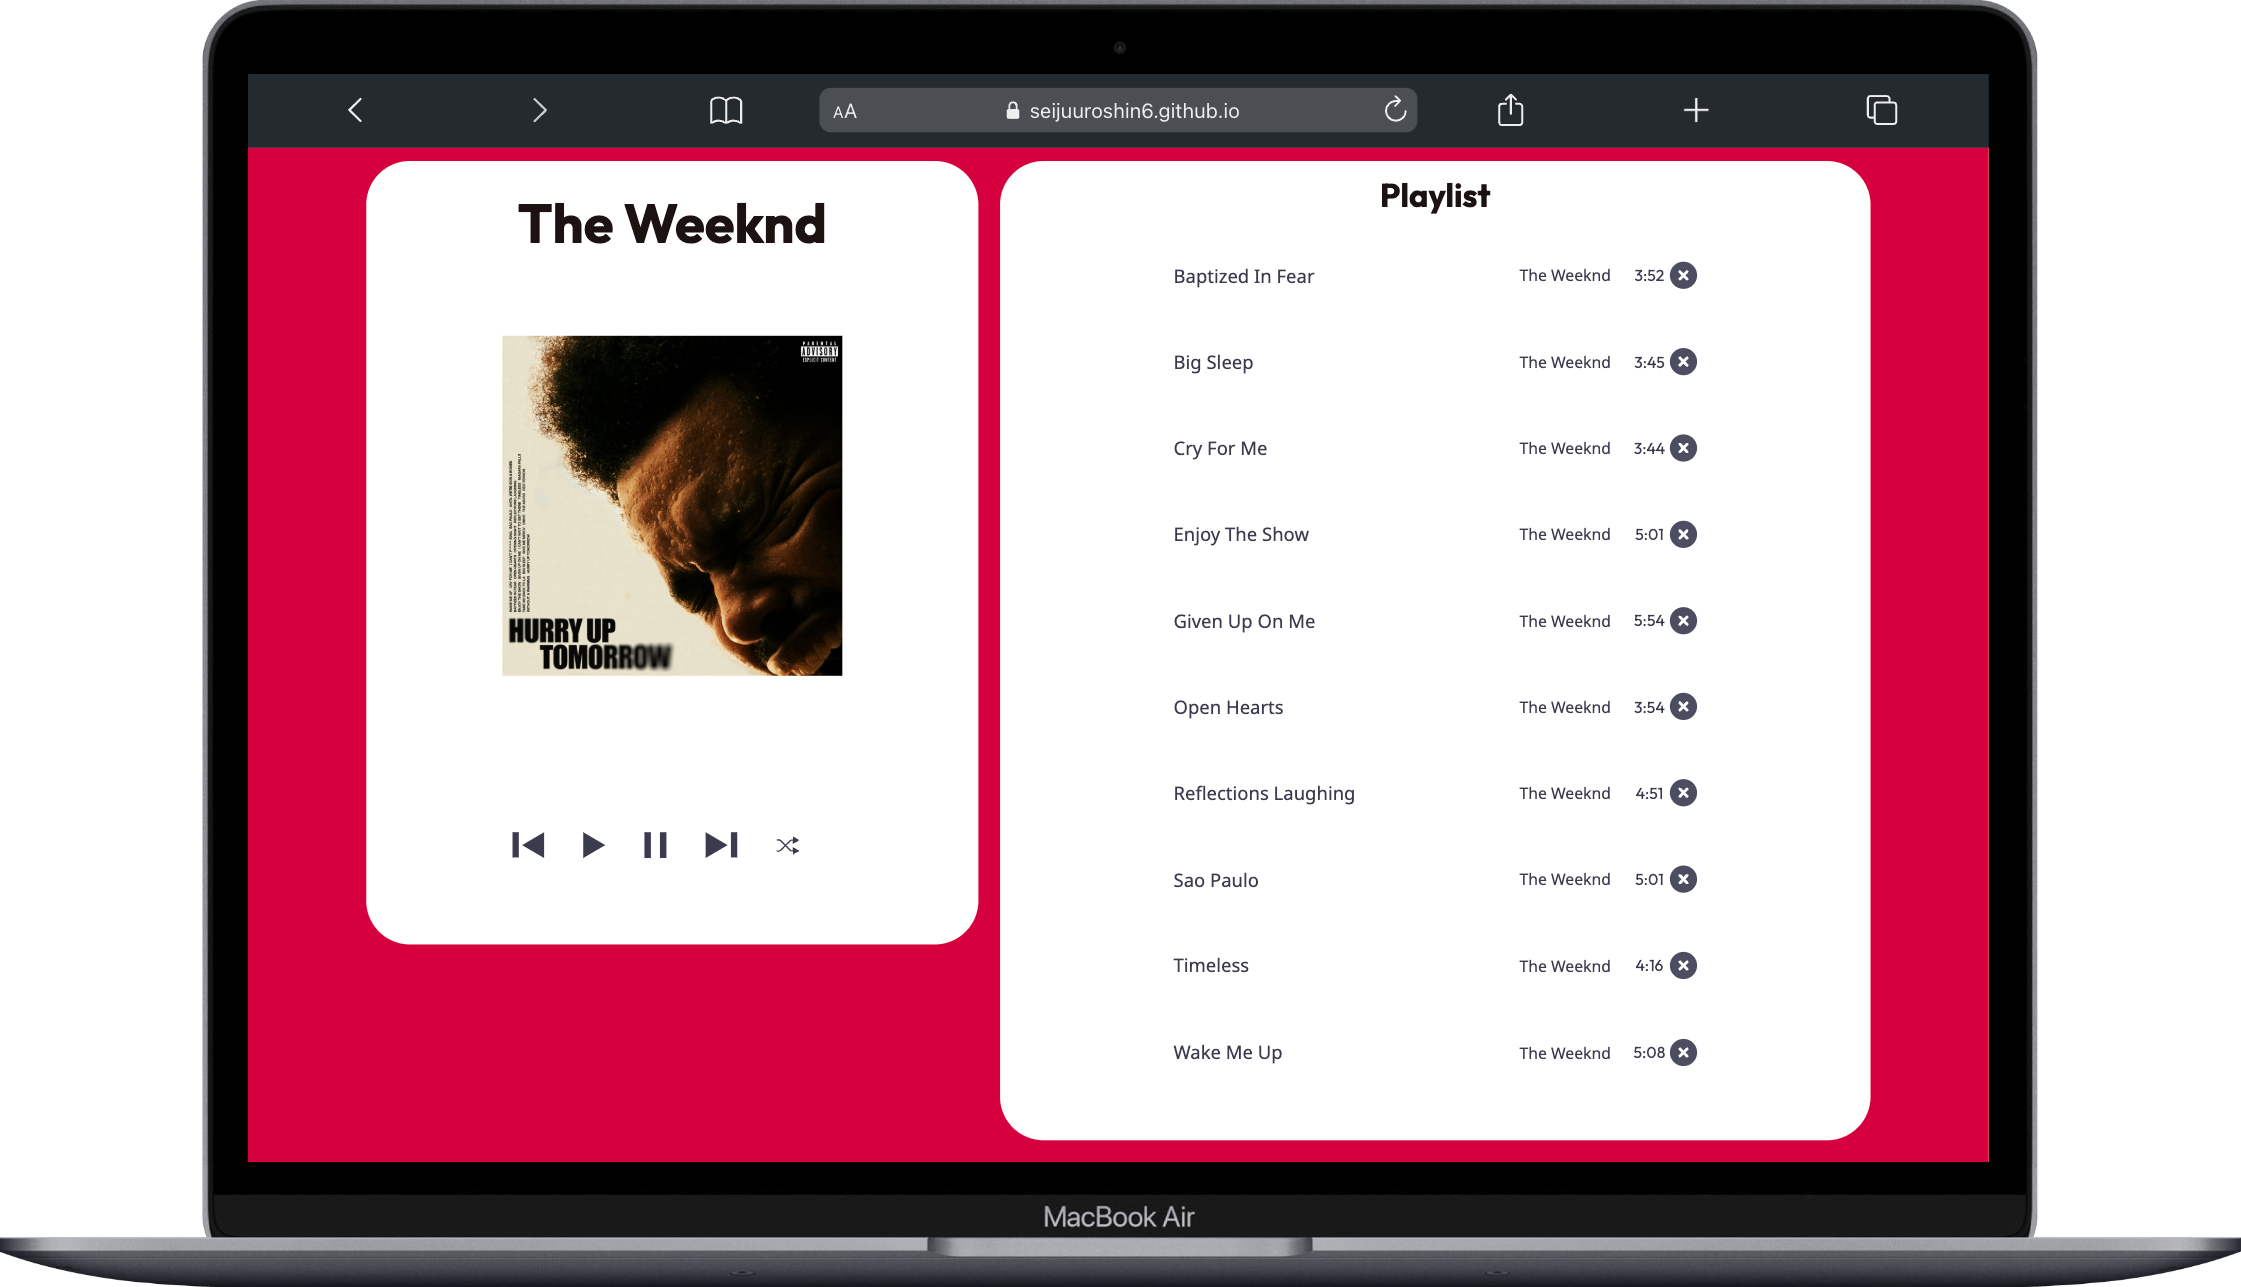 AA
seijuuroshin6.github.io
The Weeknd
PARENTAL
ADVISORY
EXPLICIT CONTENT
HURRY UP
TOMORROW
Playlist
Baptized In Fear The Weeknd 3:52
Big Sleep The Weeknd 3:45
Cry For Me The Weeknd 3:44
Enjoy The Show The Weeknd 5:01
Given Up On Me The Weeknd 5:54
Open Hearts The Weeknd 3:54
Reflections Laughing The Weeknd 4:51
Sao Paulo The Weeknd 5:01
Timeless The Weeknd 4:16
Wake Me Up The Weeknd 5:08
MacBook Air